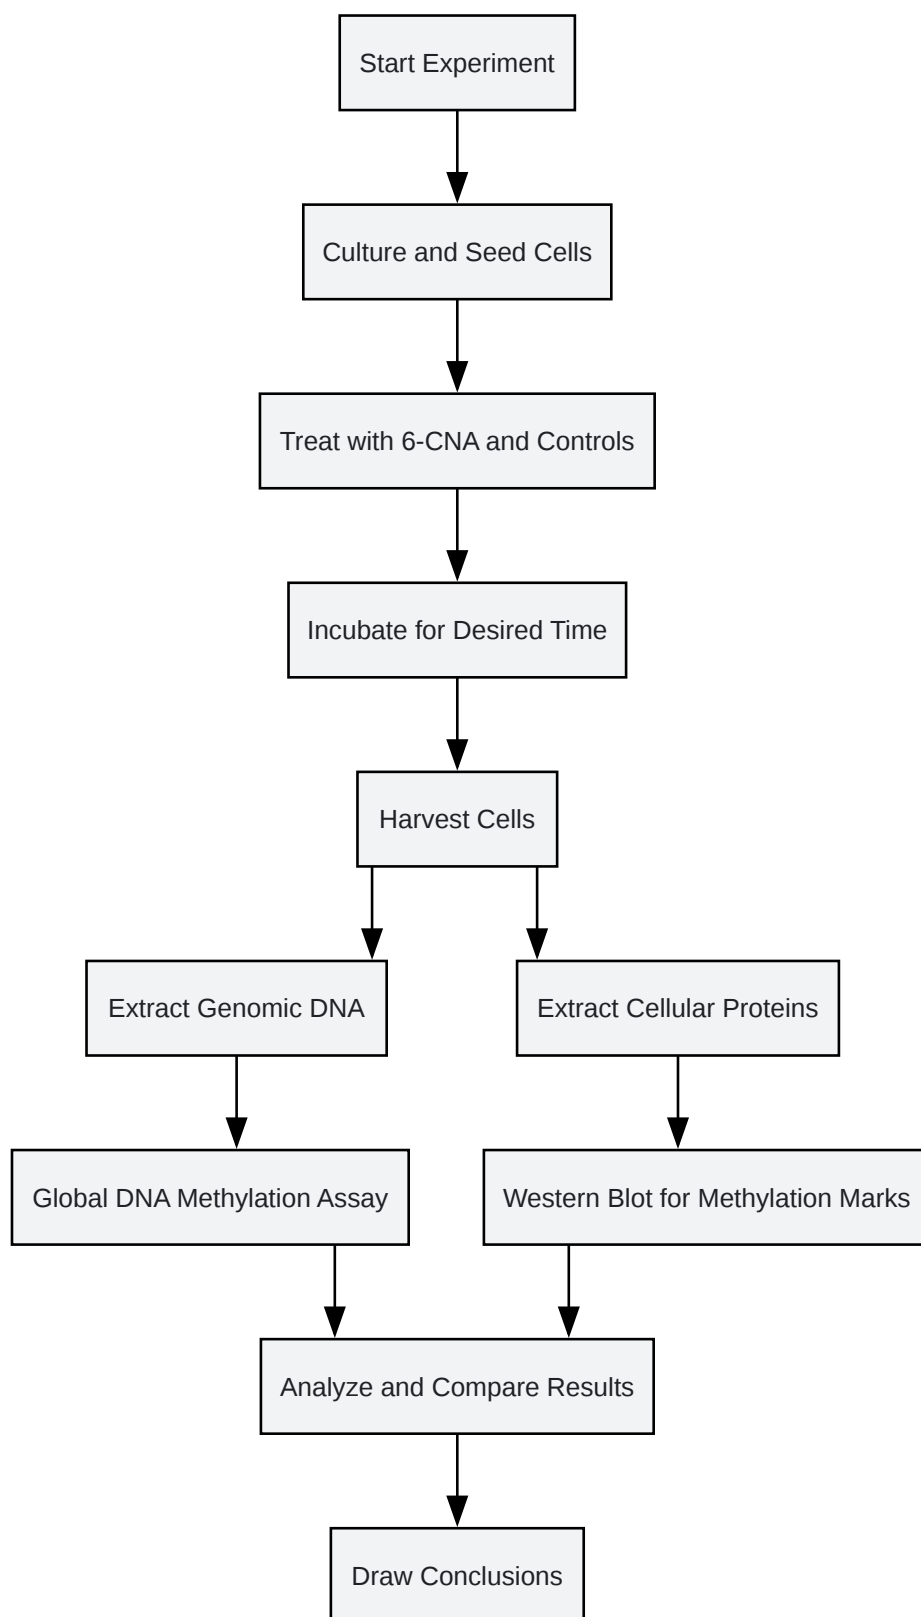 Start Experiment
Culture and Seed Cells
Treat with 6-CNA and Controls
Incubate for Desired Time
Harvest Cells
Extract Genomic DNA
Extract Cellular Proteins
Global DNA Methylation Assay
Western Blot for Methylation Marks
Analyze and Compare Results
Draw Conclusions